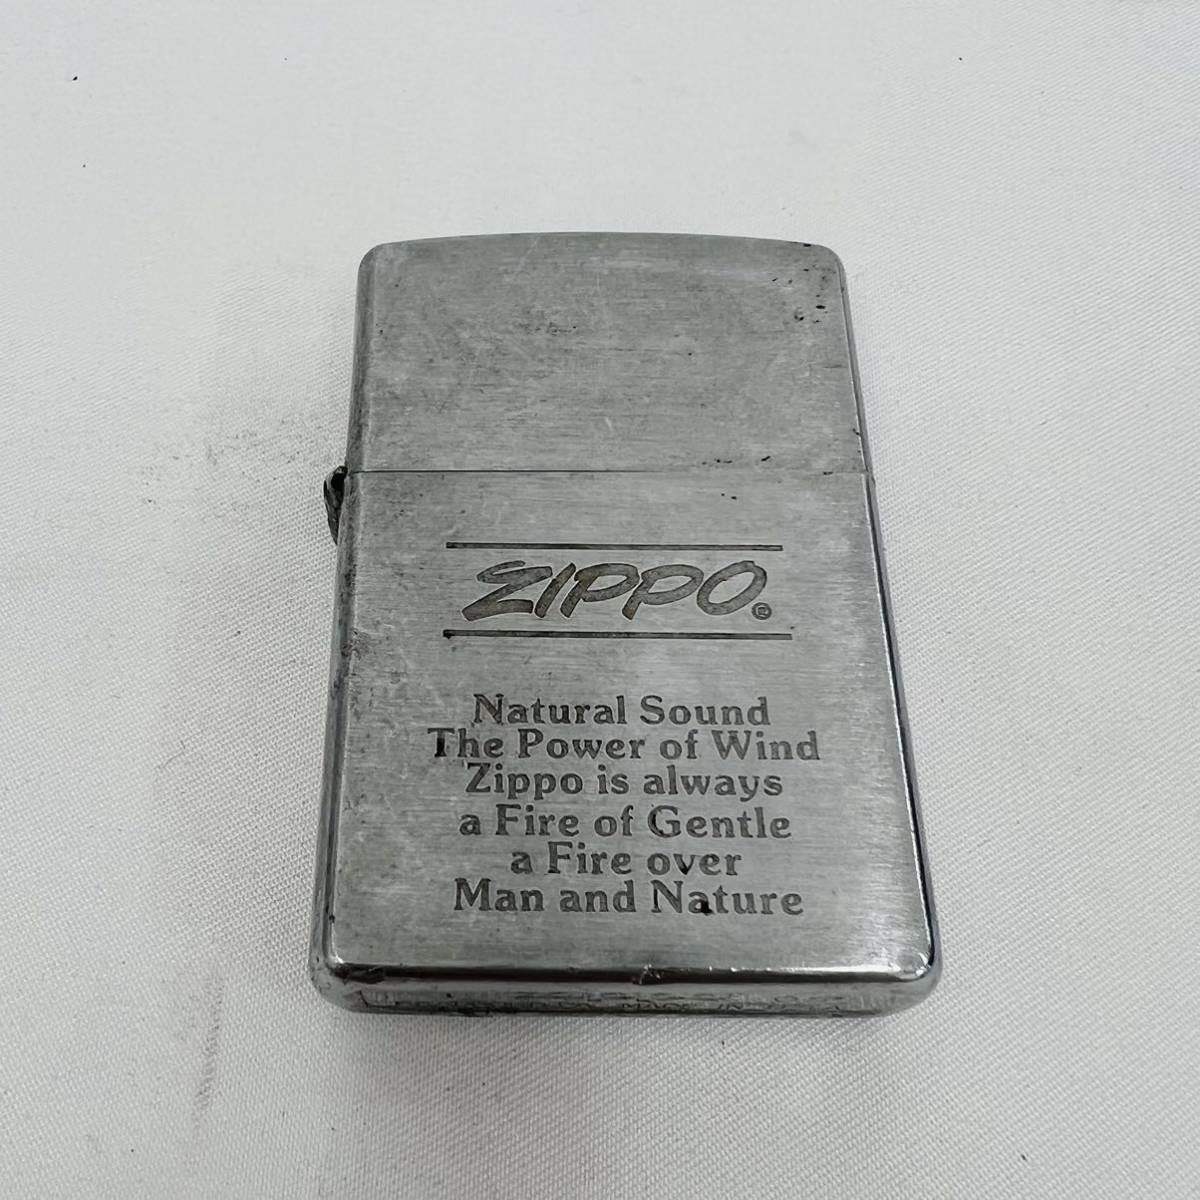 ZIPPO®
Natural Sound
The Power of Wind
Zippo is always
a Fire of Gentle
a Fire over
Man and Nature